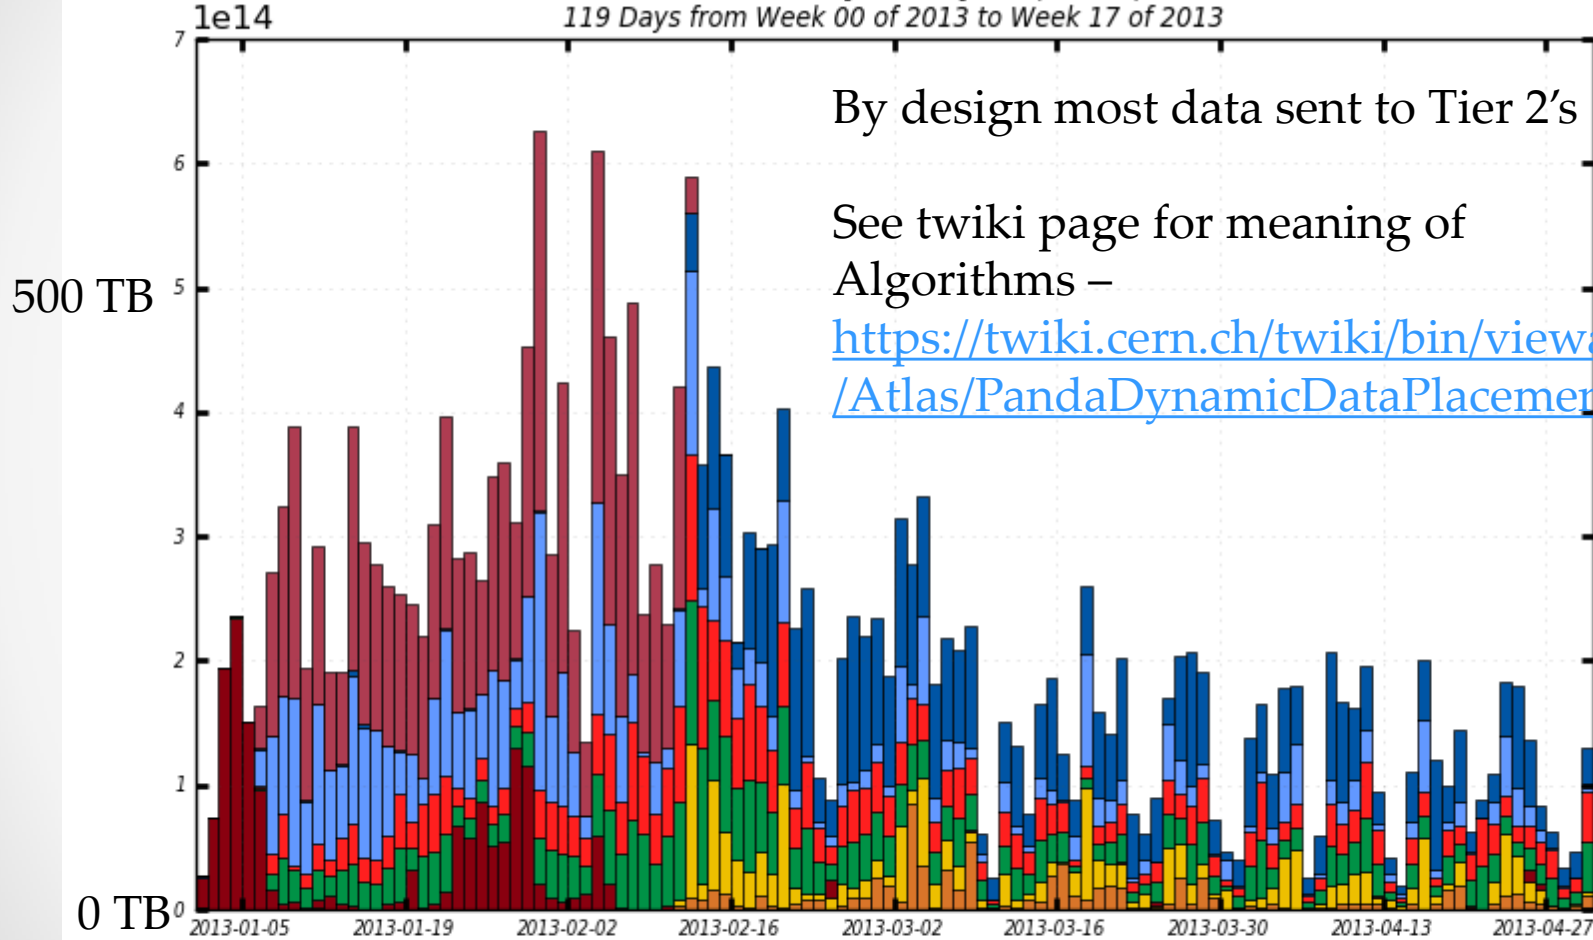 1e14
119 Days from Week 00 of 2013 to Week 17 of 2013
7
6
5
4
3
2
1
0
500 TB
0 TB
By design most data sent to Tier 2’s
See twiki page for meaning of
Algorithms –
https://twiki.cern.ch/twiki/bin/view
/Atlas/PandaDynamicDataPlaceme
2013-01-05 2013-01-19 2013-02-02 2013-02-16 2013-03-02 2013-03-16 2013-03-30 2013-04-13 2013-04-27